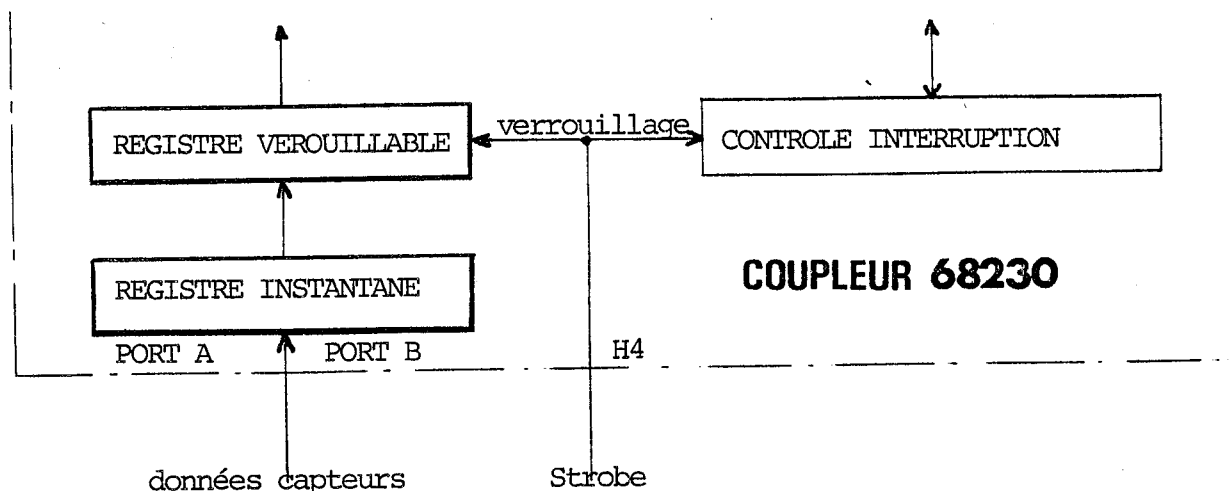 REGISTRE VEROUILLABLE
verrouillage
CONTROLE INTERRUPTION
REGISTRE INSTANTANE
COUPLEUR 68230
PORT A
PORT B
H4
données capteurs
Strobe